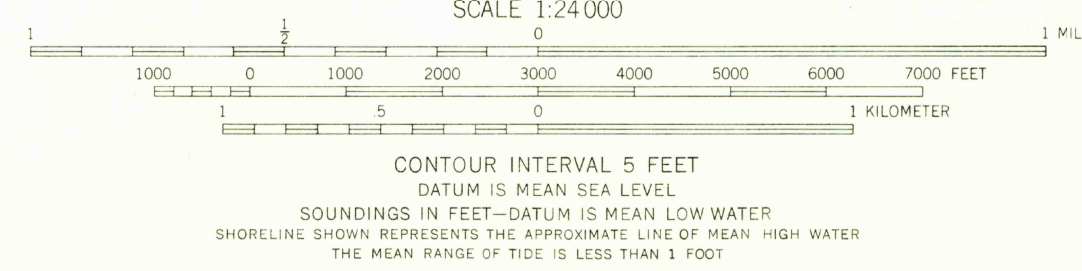 SCALE 1:24 000
1 1/2 0 1 MIL
1000 0 1000 2000 3000 4000 5000 6000 7000 FEET
1 .5 0 1 KILOMETER
CONTOUR INTERVAL 5 FEET
DATUM IS MEAN SEA LEVEL
SOUNDINGS IN FEET—DATUM IS MEAN LOW WATER
SHORELINE SHOWN REPRESENTS THE APPROXIMATE LINE OF MEAN HIGH WATER
THE MEAN RANGE OF TIDE IS LESS THAN 1 FOOT